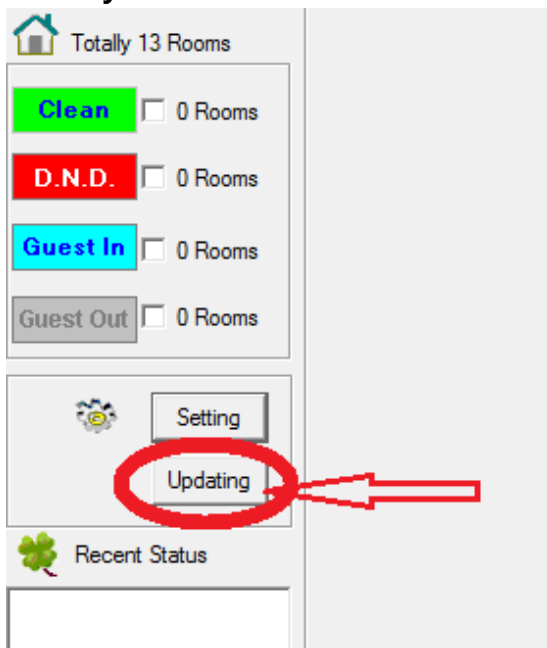 Totally 13 Rooms
Clean 0 Rooms
D.N.D. 0 Rooms
Guest In 0 Rooms
Guest Out 0 Rooms
Setting
Updating
Recent Status